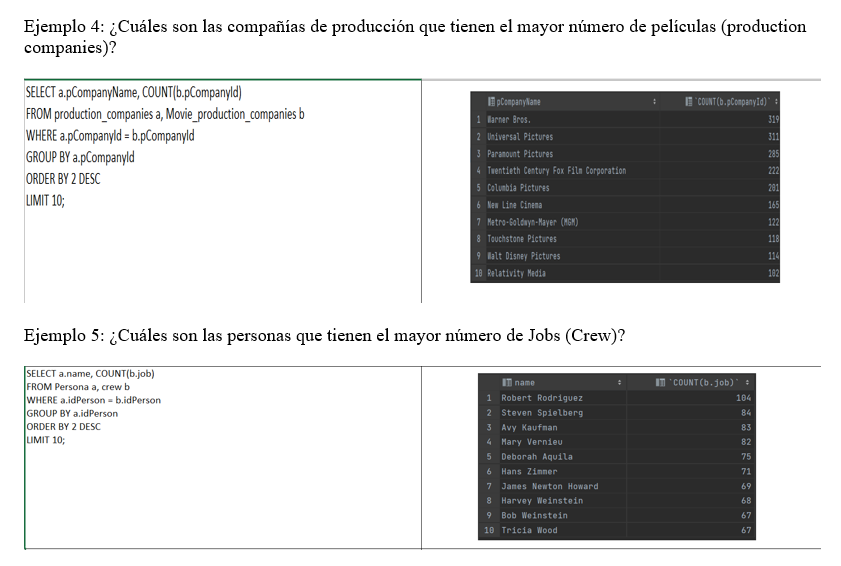 Ejemplo 4: ¿Cuáles son las compañías de producción que tienen el mayor número de películas (production
companies)?
SELECT a.pCompanyName, COUNT(b.pCompanyId)
FROM production_companies a, Movie_production_companies b
WHERE a.pCompanyId = b.pCompanyId
GROUP BY a.pCompanyId
ORDER BY 2 DESC
LIMIT 10;
pCompanyName `COUNT(b.pCompanyId)`
1 Warner Bros. 319
2 Universal Pictures 311
3 Paramount Pictures 285
4 Twentieth Century Fox Film Corporation 222
5 Columbia Pictures 201
6 New Line Cinema 165
7 Metro-Goldwyn-Mayer (MGM) 122
8 Touchstone Pictures 118
9 Walt Disney Pictures 114
10 Relativity Media 102
Ejemplo 5: ¿Cuáles son las personas que tienen el mayor número de Jobs (Crew)?
SELECT a.name, COUNT(b.job)
FROM Persona a, crew b
WHERE a.idPerson = b.idPerson
GROUP BY a.idPerson
ORDER BY 2 DESC
LIMIT 10;
name `COUNT(b.job)`
1 Robert Rodriguez 104
2 Steven Spielberg 84
3 Avy Kaufman 83
4 Mary Vernieu 82
5 Deborah Aquila 75
6 Hans Zimmer 71
7 James Newton Howard 69
8 Harvey Weinstein 68
9 Bob Weinstein 67
10 Tricia Wood 67